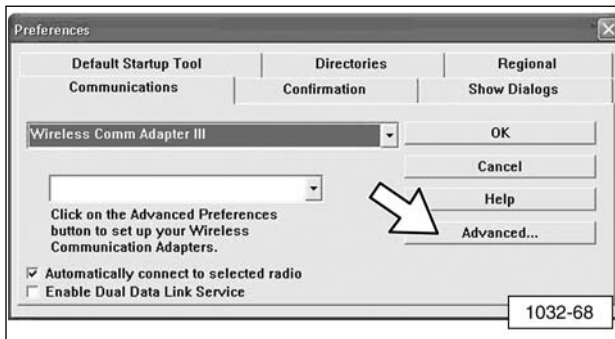 Preferences
Default Startup Tool
Directories
Regional
Communications
Confirmation
Show Dialogs
Wireless Comm Adapter III
OK
Cancel
Help
Advanced...
Click on the Advanced Preferences
button to set up your Wireless
Communication Adapters.
Automatically connect to selected radio
Enable Dual Data Link Service
1032-68